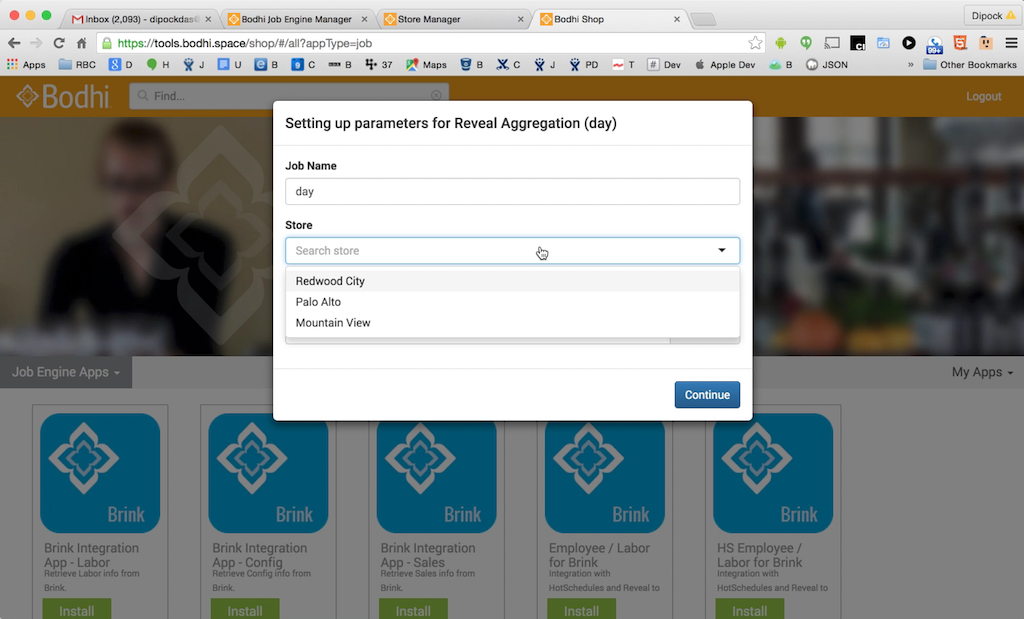 Inbox (2,093) - dipockdas@
Bodhi Job Engine Manager
Store Manager
Bodhi Shop
Dipock
https://tools.bodhi.space/shop/#/all?appType=job
C!
99+
Apps
RBC
D
H
J
U
B
C
B
37
Maps
B
C
J
PD
T
Dev
Apple Dev
B
JSON
»
Other Bookmarks
Bodhi
Find...
Logout
Setting up parameters for Reveal Aggregation (day)
Job Name
day
Store
Search store
Redwood City
Palo Alto
Mountain View
Continue
Job Engine Apps
My Apps
Brink
Brink
Brink
Brink
Brink
Brink Integration
App - Labor
Retrieve Labor info from
Brink.
Install
Brink Integration
App - Config
Retrieve Config info from
Brink.
Install
Brink Integration
App - Sales
Retrieve Sales info from
Brink.
Install
Employee / Labor
for Brink
Integration with
HotSchedules and Reveal to
Install
HS Employee /
Labor for Brink
Integration with
HotSchedules and Reveal to
Install